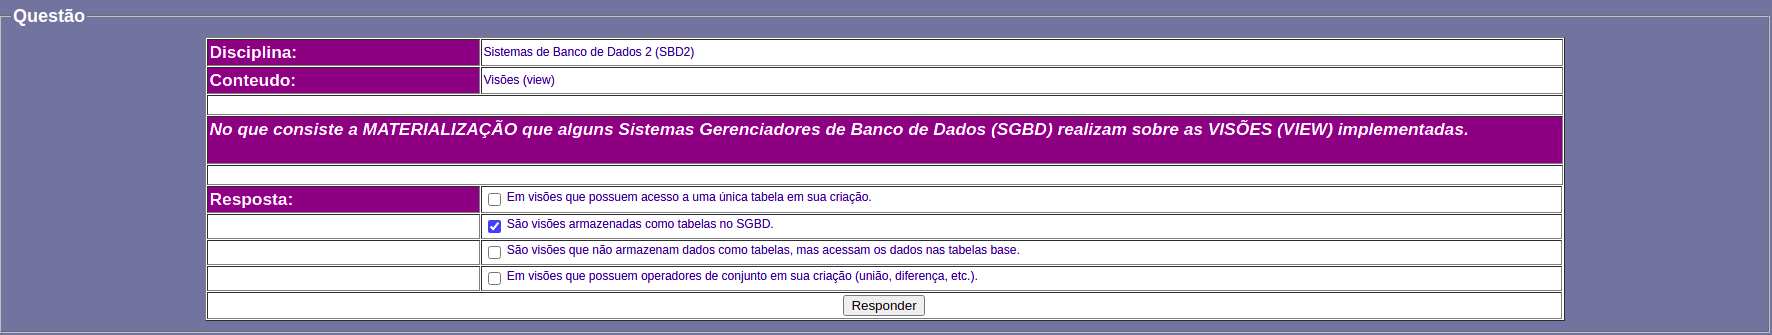 Questão
Disciplina: Sistemas de Banco de Dados 2 (SBD2)
Conteudo: Visões (view)
No que consiste a MATERIALIZAÇÃO que alguns Sistemas Gerenciadores de Banco de Dados (SGBD) realizam sobre as VISÕES (VIEW) implementadas.
Resposta: Em visões que possuem acesso a uma única tabela em sua criação.
São visões armazenadas como tabelas no SGBD.
São visões que não armazenam dados como tabelas, mas acessam os dados nas tabelas base.
Em visões que possuem operadores de conjunto em sua criação (união, diferença, etc.).
Responder